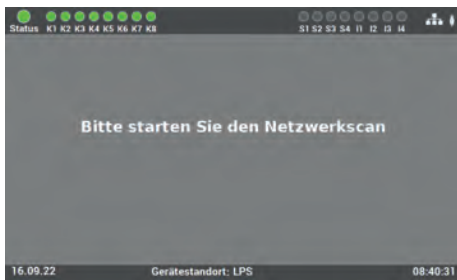 Status K1 K2 K3 K4 K5 K6 K7 K8 S1 S2 S3 S4 I1 I2 I3 I4
Bitte starten Sie den Netzwerkscan
16.09.22 Gerätestandort: LPS 08:40:31